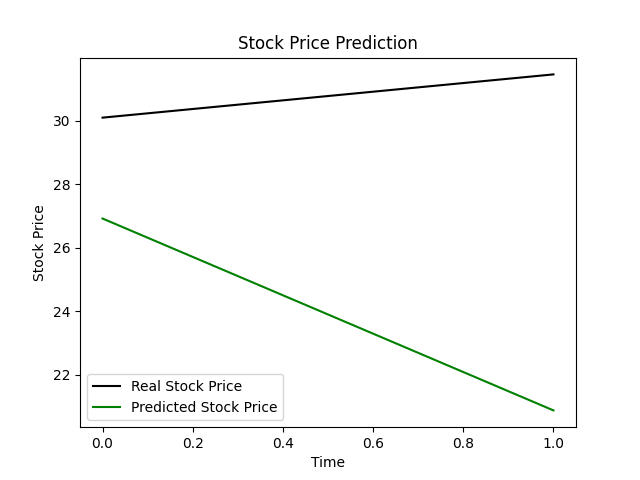 Stock Price Prediction
Stock Price
30
28
26
24
22
Real Stock Price
Predicted Stock Price
0.0 0.2 0.4 0.6 0.8 1.0
Time